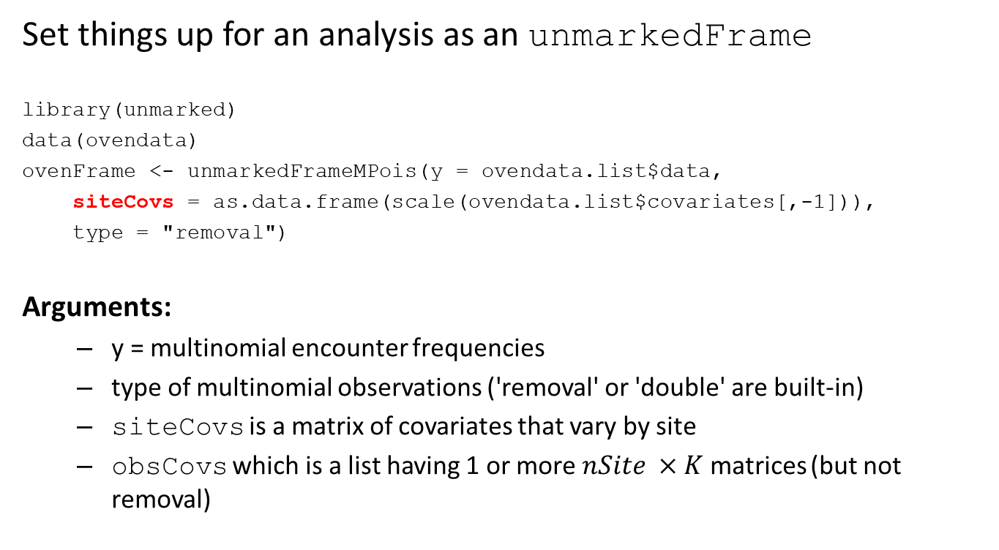 Set things up for an analysis as an unmarkedFrame
library(unmarked)
data(ovendata)
ovenFrame <- unmarkedFrameMPois(y = ovendata.list$data,
siteCovs = as.data.frame(scale(ovendata.list$covariates[,-1])),
type = "removal")
Arguments:
– y = multinomial encounter frequencies
– type of multinomial observations ('removal' or 'double' are built-in)
– siteCovs is a matrix of covariates that vary by site
– obsCovs which is a list having 1 or more nSite × K matrices (but not
removal)